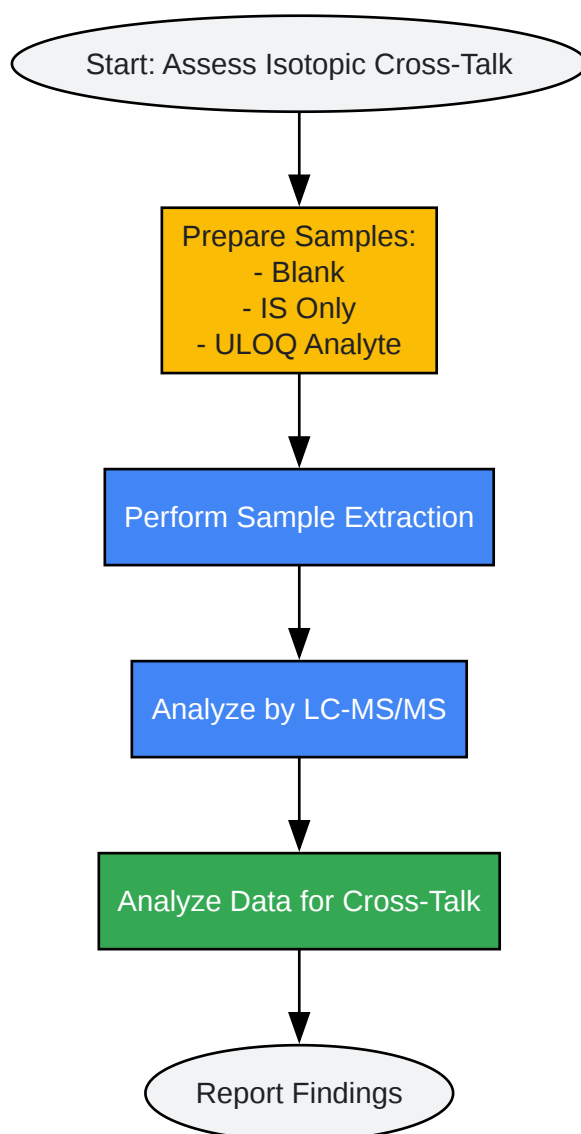 Start: Assess Isotopic Cross-Talk
Prepare Samples:
- Blank
- IS Only
- ULOQ Analyte
Perform Sample Extraction
Analyze by LC-MS/MS
Analyze Data for Cross-Talk
Report Findings